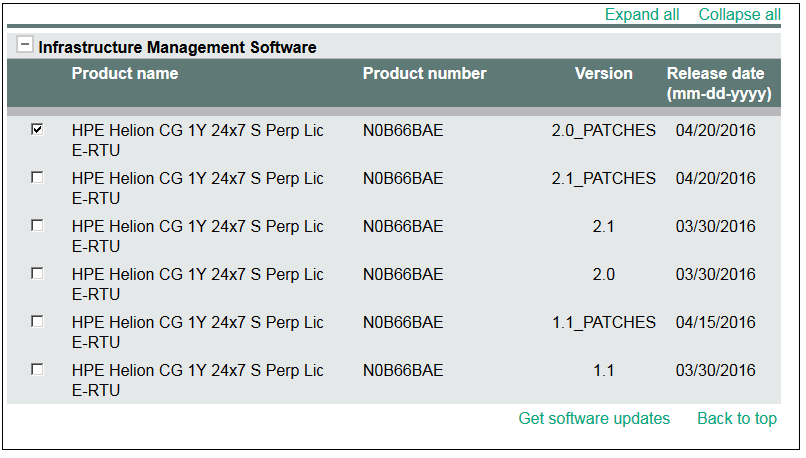 Expand all Collapse all
Infrastructure Management Software
Product name Product number Version Release date
(mm-dd-yyyy)
HPE Helion CG 1Y 24x7 S Perp Lic N0B66BAE 2.0_PATCHES 04/20/2016
E-RTU
HPE Helion CG 1Y 24x7 S Perp Lic N0B66BAE 2.1_PATCHES 04/20/2016
E-RTU
HPE Helion CG 1Y 24x7 S Perp Lic N0B66BAE 2.1 03/30/2016
E-RTU
HPE Helion CG 1Y 24x7 S Perp Lic N0B66BAE 2.0 03/30/2016
E-RTU
HPE Helion CG 1Y 24x7 S Perp Lic N0B66BAE 1.1_PATCHES 04/15/2016
E-RTU
HPE Helion CG 1Y 24x7 S Perp Lic N0B66BAE 1.1 03/30/2016
E-RTU
Get software updates Back to top